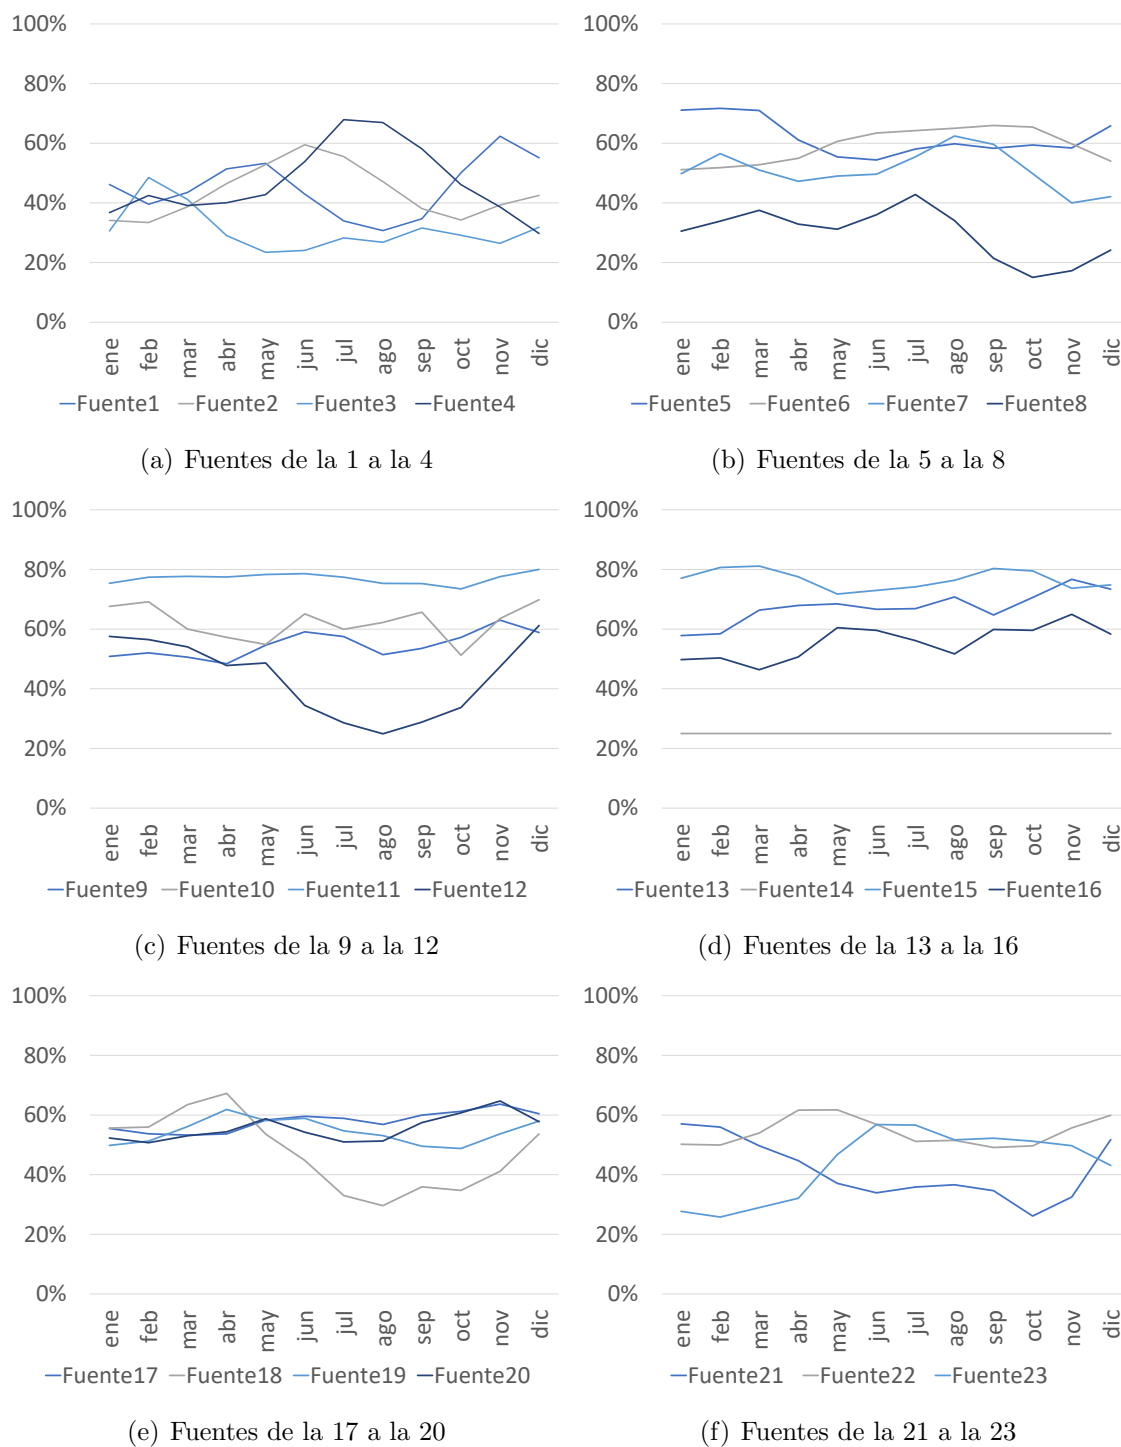 100%
80%
60%
40%
20%
0%
ene feb mar abr may jun jul ago sep oct nov dic
Fuente1 Fuente2 Fuente3 Fuente4
(a) Fuentes de la 1 a la 4
100%
80%
60%
40%
20%
0%
ene feb mar abr may jun jul ago sep oct nov dic
Fuente5 Fuente6 Fuente7 Fuente8
(b) Fuentes de la 5 a la 8
100%
80%
60%
40%
20%
0%
ene feb mar abr may jun jul ago sep oct nov dic
Fuente9 Fuente10 Fuente11 Fuente12
(c) Fuentes de la 9 a la 12
100%
80%
60%
40%
20%
0%
ene feb mar abr may jun jul ago sep oct nov dic
Fuente13 Fuente14 Fuente15 Fuente16
(d) Fuentes de la 13 a la 16
100%
80%
60%
40%
20%
0%
ene feb mar abr may jun jul ago sep oct nov dic
Fuente17 Fuente18 Fuente19 Fuente20
(e) Fuentes de la 17 a la 20
100%
80%
60%
40%
20%
0%
ene feb mar abr may jun jul ago sep oct nov dic
Fuente21 Fuente22 Fuente23
(f) Fuentes de la 21 a la 23